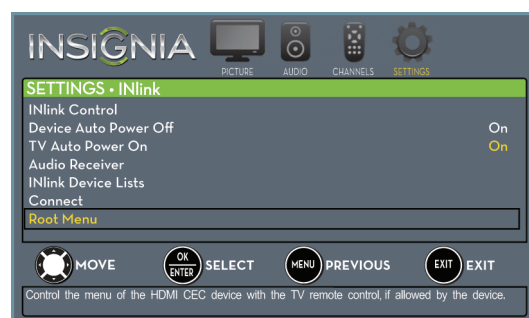 INSIGNIA
PICTURE AUDIO CHANNELS SETTINGS
SETTINGS • INlink
INlink Control
Device Auto Power Off On
TV Auto Power On On
Audio Receiver
INlink Device Lists
Connect
Root Menu
MOVE OK ENTER SELECT MENU PREVIOUS EXIT EXIT
Control the menu of the HDMI CEC device with the TV remote control, if allowed by the device.